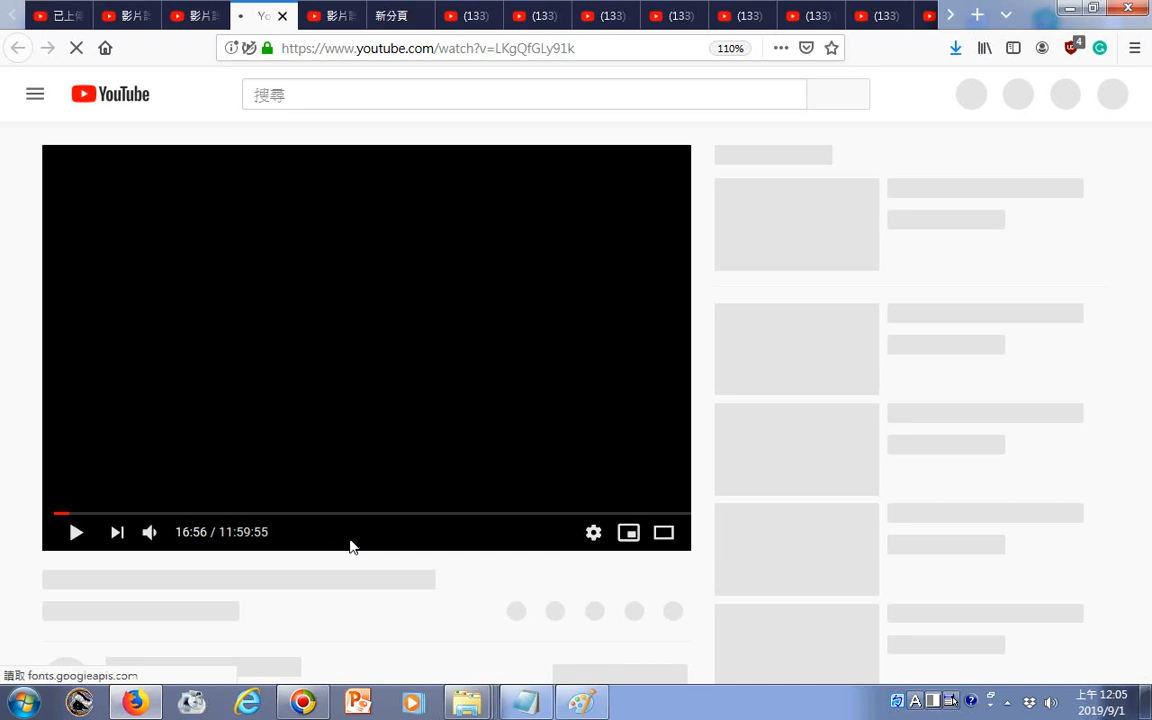 已上傳
影片
影片
Yo
影片
新分頁
(133)
(133)
(133)
(133)
(133)
(133)
(133)
https://www.youtube.com/watch?v=LKgQfGLy91k
110%
4
YouTube
搜尋
16:56 / 11:59:55
讀取 fonts.googleapis.com
A
上午 12:05
2019/9/1